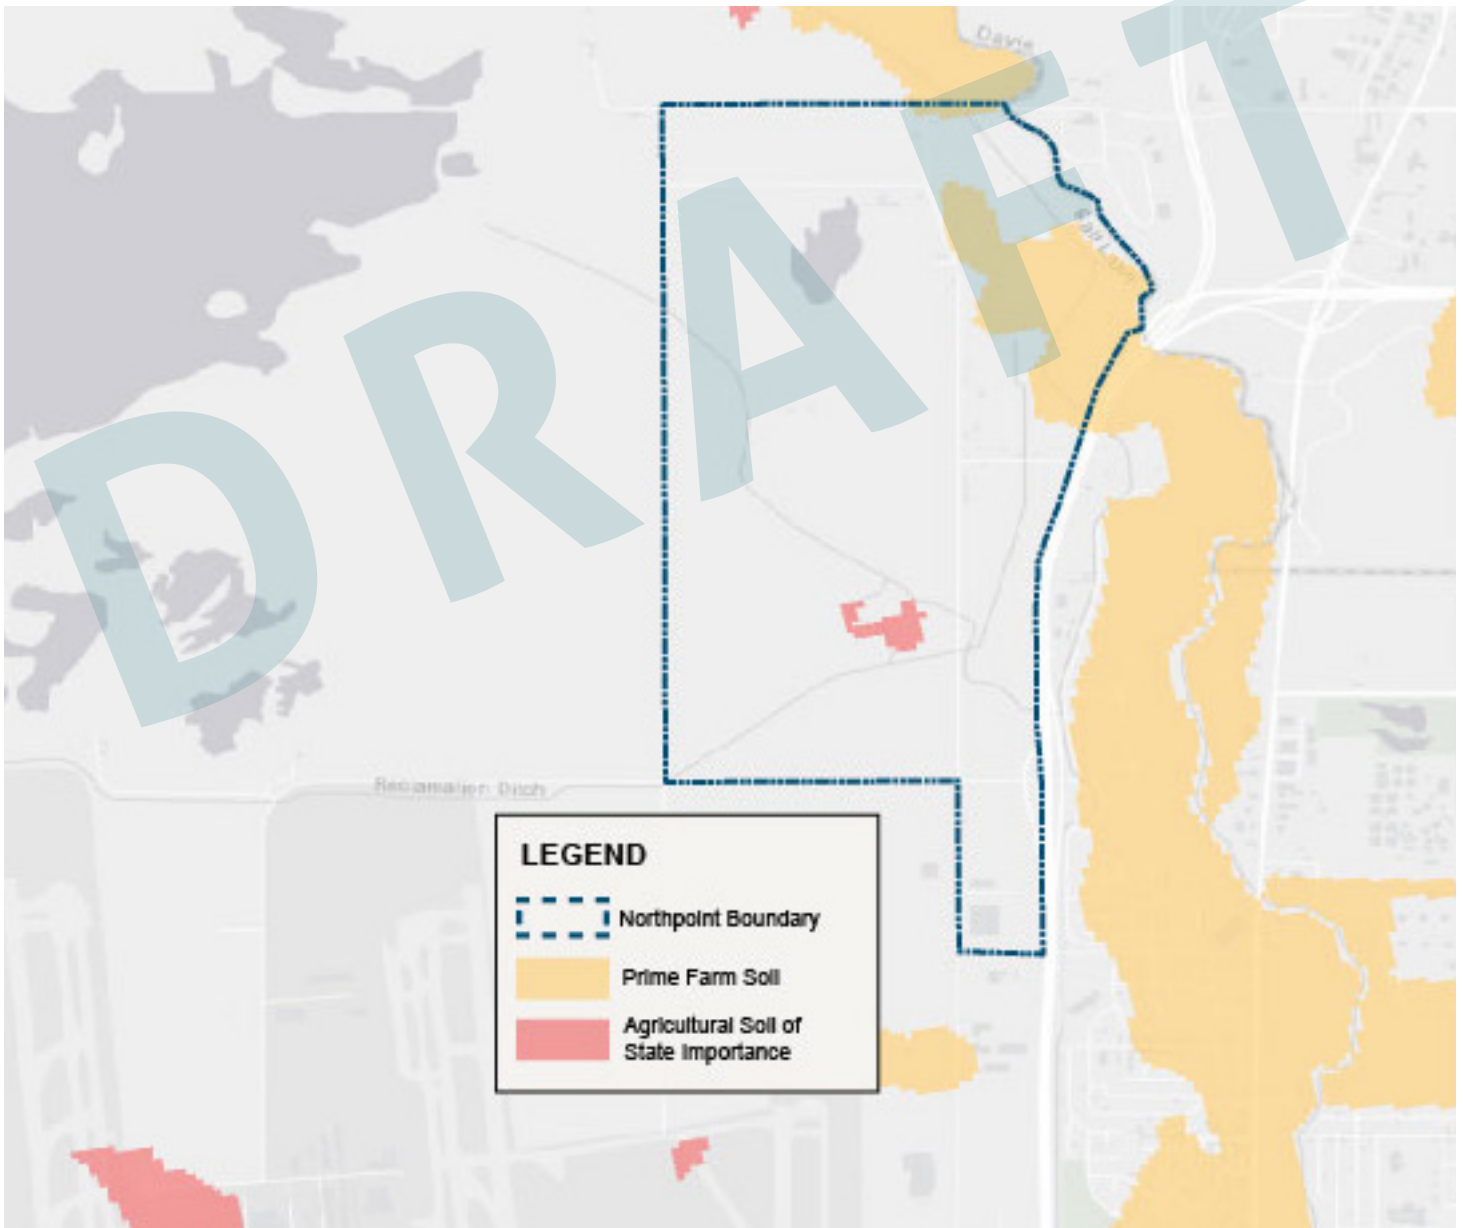 Davis
DRAFT
Reclamation Ditch
LEGEND
Northpoint Boundary
Prime Farm Soil
Agricultural Soil of
State Importance